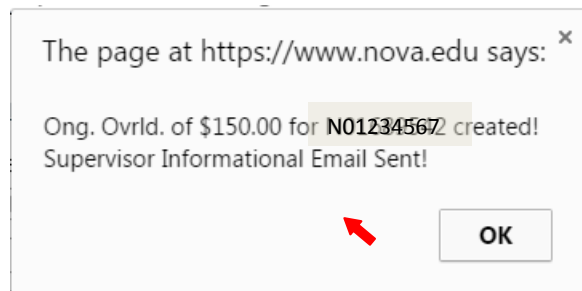 The page at https://www.nova.edu says:
×
Ong. Ovrld. of $150.00 for N01234567 created!
Supervisor Informational Email Sent!
OK